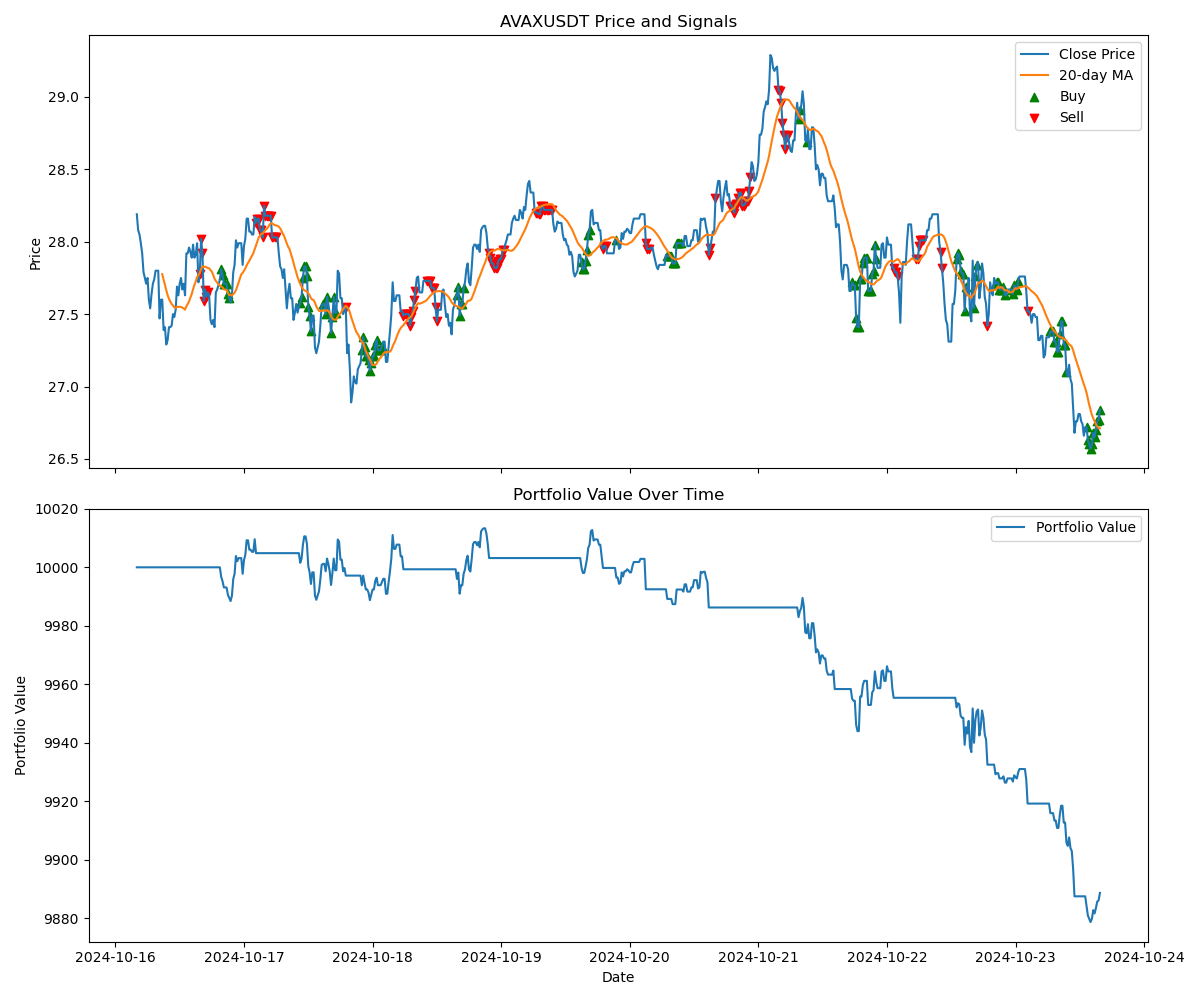 AVAXUSDT Price and Signals
Price
29.0
28.5
28.0
27.5
27.0
26.5
Close Price
20-day MA
Buy
Sell
Portfolio Value Over Time
Portfolio Value
10020
10000
9980
9960
9940
9920
9900
9880
Portfolio Value
2024-10-16 2024-10-17 2024-10-18 2024-10-19 2024-10-20 2024-10-21 2024-10-22 2024-10-23 2024-10-24
Date